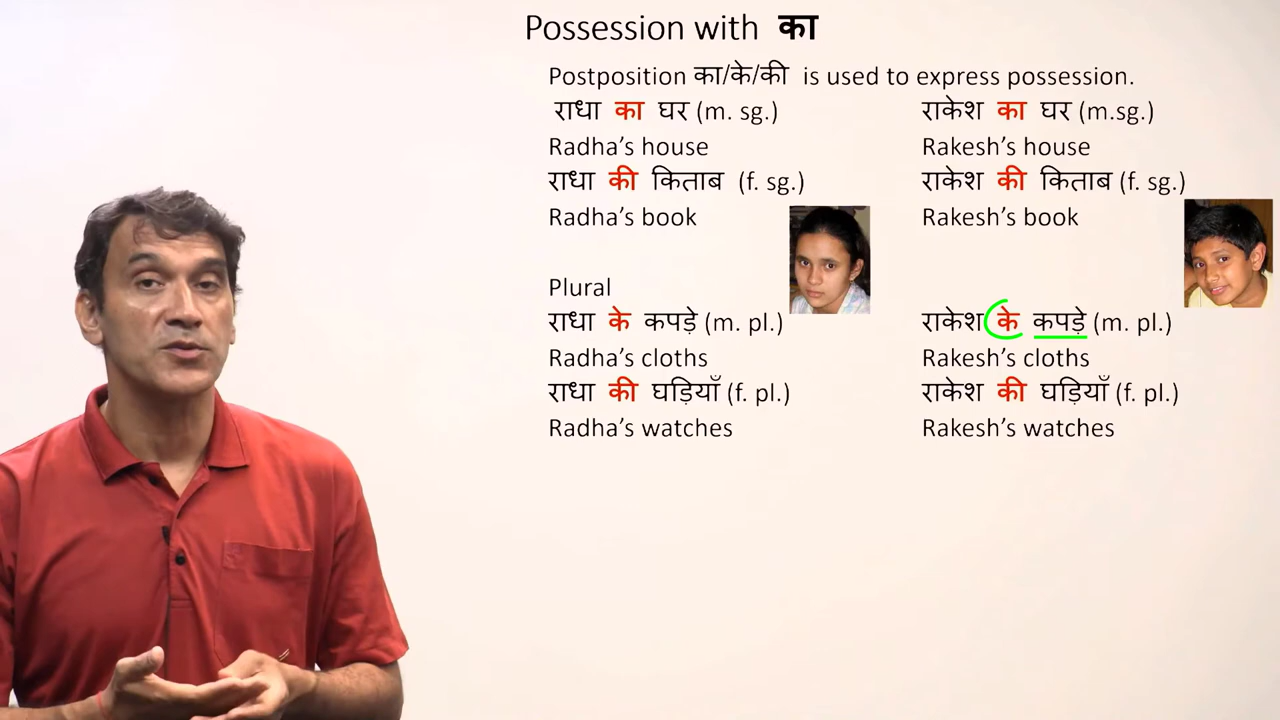 Possession with का
Postposition का/के/की is used to express possession.
राधा का घर (m. sg.)
Radha's house
राधा की किताब (f. sg.)
Radha's book
Plural
राधा के कपड़े (m. pl.)
Radha's cloths
राधा की घड़ियाँ (f. pl.)
Radha's watches
राकेश का घर (m.sg.)
Rakesh's house
राकेश की किताब (f. sg.)
Rakesh's book
राकेश के कपड़े (m. pl.)
Rakesh's cloths
राकेश की घड़ियाँ (f. pl.)
Rakesh's watches